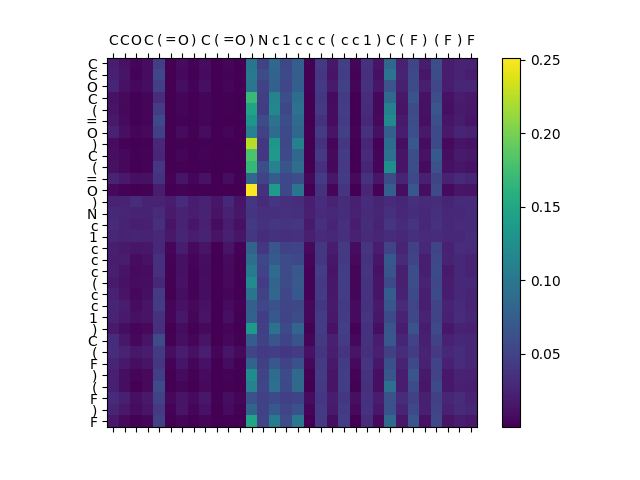 CCOC(=O)C(=O)Nc1ccc(cc1)C(F)(F)F
C
C
O
C
(
=
O
)
C
(
=
O
)
N
c
1
c
c
c
(
c
c
1
)
C
(
F
)
(
F
)
F
0.25
0.20
0.15
0.10
0.05